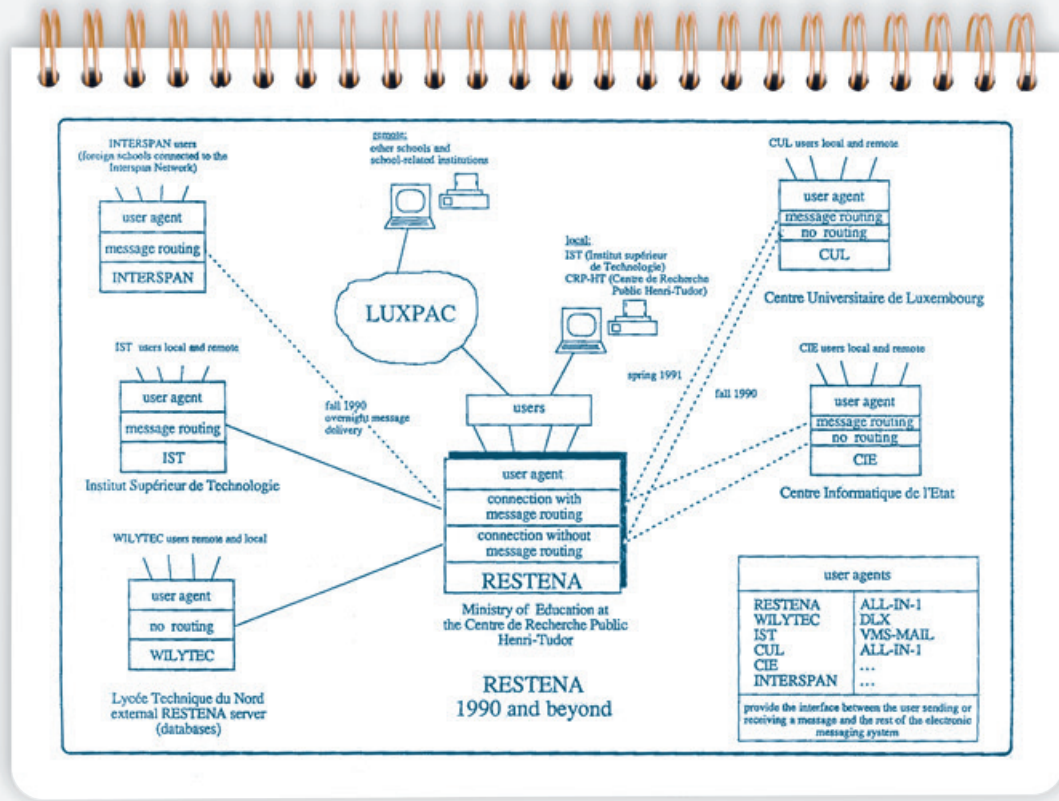 INTERSPAN users
(foreign schools connected to the
Interspan Network)
user agent
message routing
INTERSPAN
remote:
other schools and
school-related institutions
LUXPAC
local:
IST (Institut supérieur
de Technologie)
CRP-HT (Centre de Recherche
Public Henri-Tudor)
CUL users local and remote
user agent
message routing
no routing
CUL
Centre Universitaire de Luxembourg
IST users local and remote
user agent
message routing
IST
Institut Supérieur de Technologie
fall 1990
overnight message
delivery
users
spring 1991
fall 1990
CIE users local and remote
user agent
message routing
no routing
CIE
Centre Informatique de l'Etat
user agent
connection with
message routing
connection without
message routing
RESTENA
Ministry of Education at
the Centre de Recherche Public
Henri-Tudor
WILYTEC users remote and local
user agent
no routing
WILYTEC
Lycée Technique du Nord
external RESTENA server
(databases)
RESTENA
1990 and beyond
user agents
RESTENA ALL-IN-1
WILYTEC DLX
IST VMS-MAIL
CUL ALL-IN-1
CIE ...
INTERSPAN ...
provide the interface between the user sending or
receiving a message and the rest of the electronic
messaging system